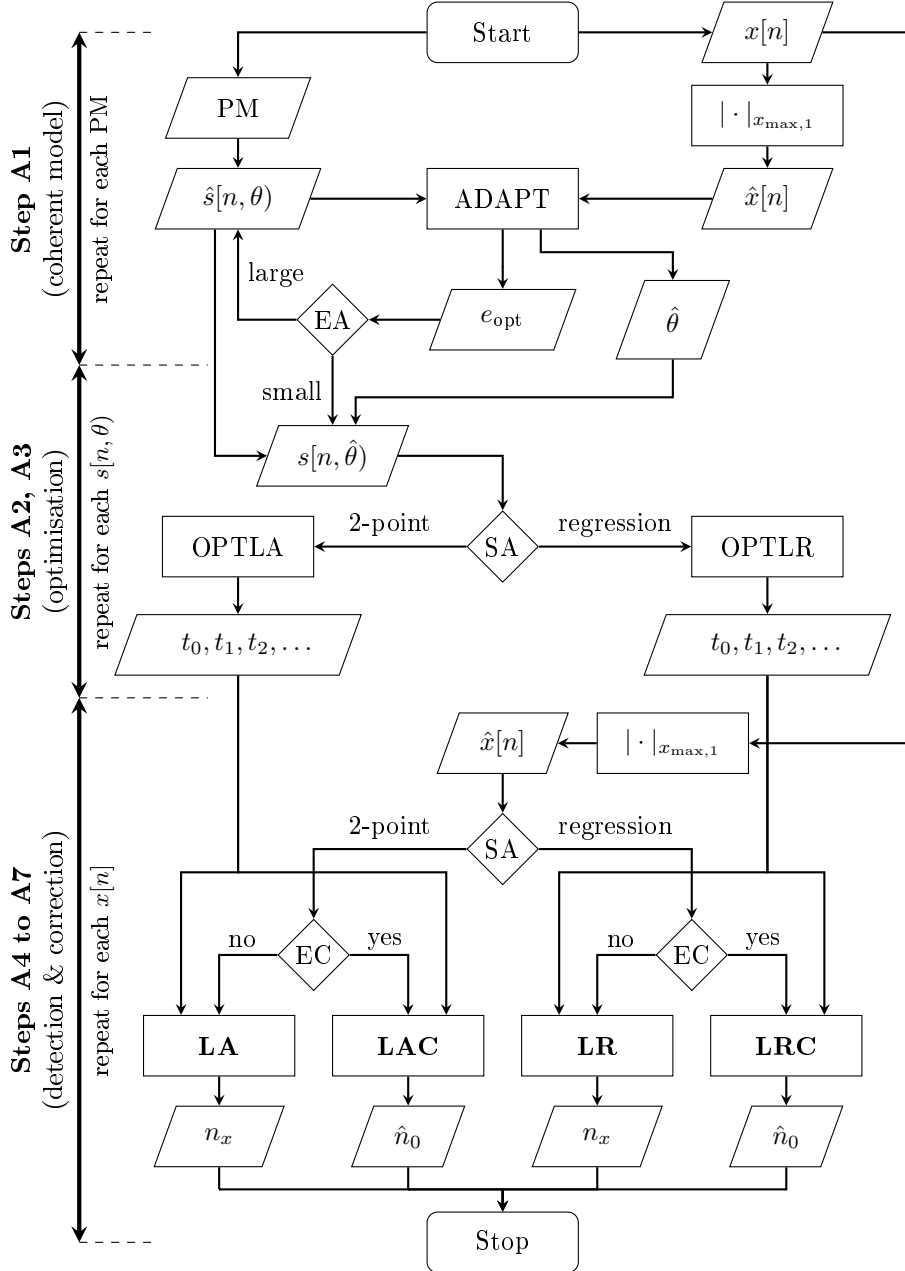 Start
x[n]
PM
| · |x_max,1
ŝ[n, θ)
ADAPT
x̂[n]
large
EA
e_opt
θ̂
small
s[n, θ̂)
2-point
SA
regression
OPTLA
OPTLR
t₀, t₁, t₂, …
t₀, t₁, t₂, …
x̂[n]
| · |x_max,1
2-point
SA
regression
no
EC
yes
no
EC
yes
LA
LAC
LR
LRC
nₓ
n̂₀
nₓ
n̂₀
Stop
Step A1
(coherent model)
repeat for each PM
Steps A2, A3
(optimisation)
repeat for each s[n, θ)
Steps A4 to A7
(detection & correction)
repeat for each x[n]